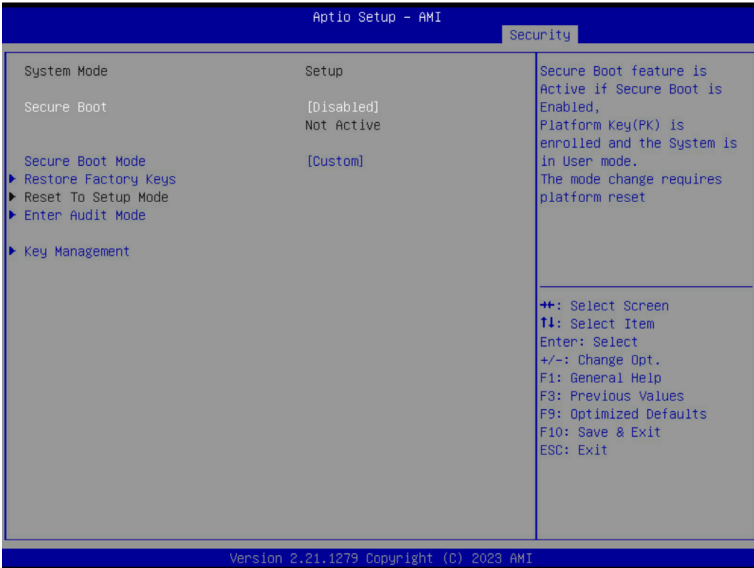 Aptio Setup – AMI
Security
System Mode Setup
Secure Boot [Disabled]
Not Active
Secure Boot Mode [Custom]
▶ Restore Factory Keys
▶ Reset To Setup Mode
▶ Enter Audit Mode
▶ Key Management
Secure Boot feature is
Active if Secure Boot is
Enabled,
Platform Key(PK) is
enrolled and the System is
in User mode.
The mode change requires
platform reset
→←: Select Screen
↑↓: Select Item
Enter: Select
+/-: Change Opt.
F1: General Help
F3: Previous Values
F9: Optimized Defaults
F10: Save & Exit
ESC: Exit
Version 2.21.1279 Copyright (C) 2023 AMI